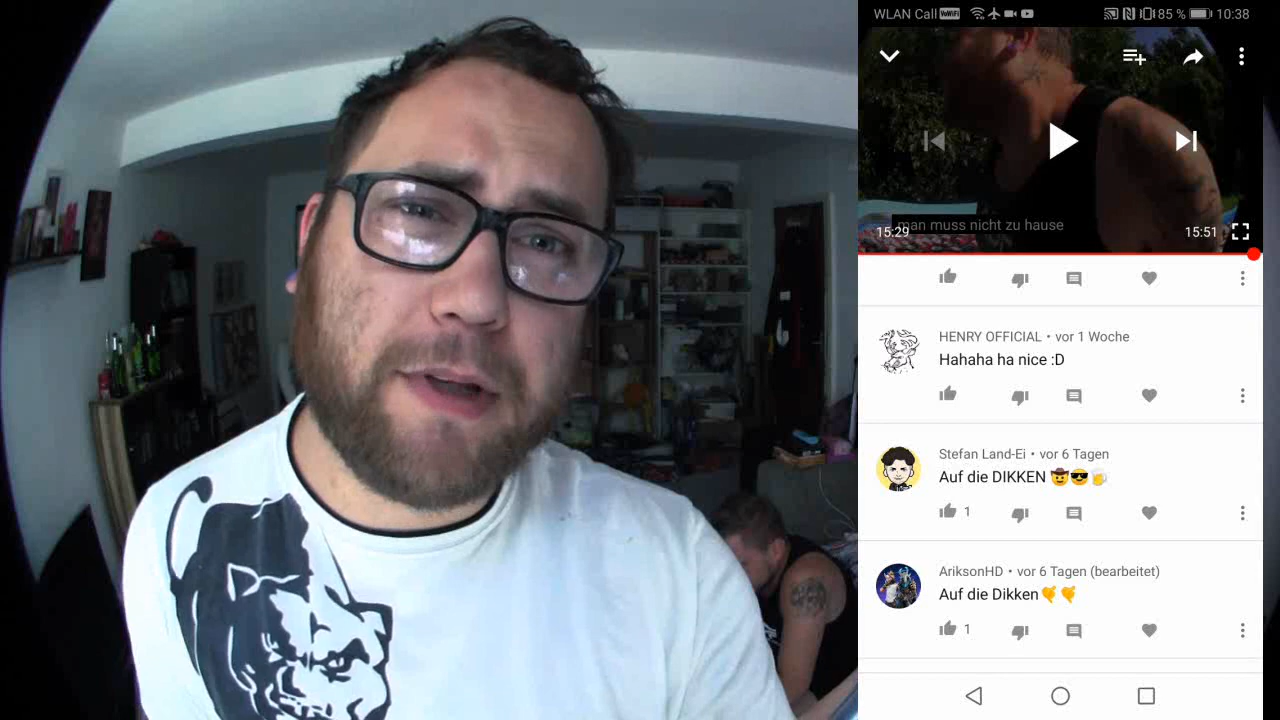 WLAN Call VoWiFi 85 % 10:38
man muss nicht zu hause
15:29 15:51
HENRY OFFICIAL • vor 1 Woche
Hahaha ha nice :D
Stefan Land-Ei • vor 6 Tagen
Auf die DIKKEN 🤠😎🍺
1
AriksonHD • vor 6 Tagen (bearbeitet)
Auf die Dikken
1